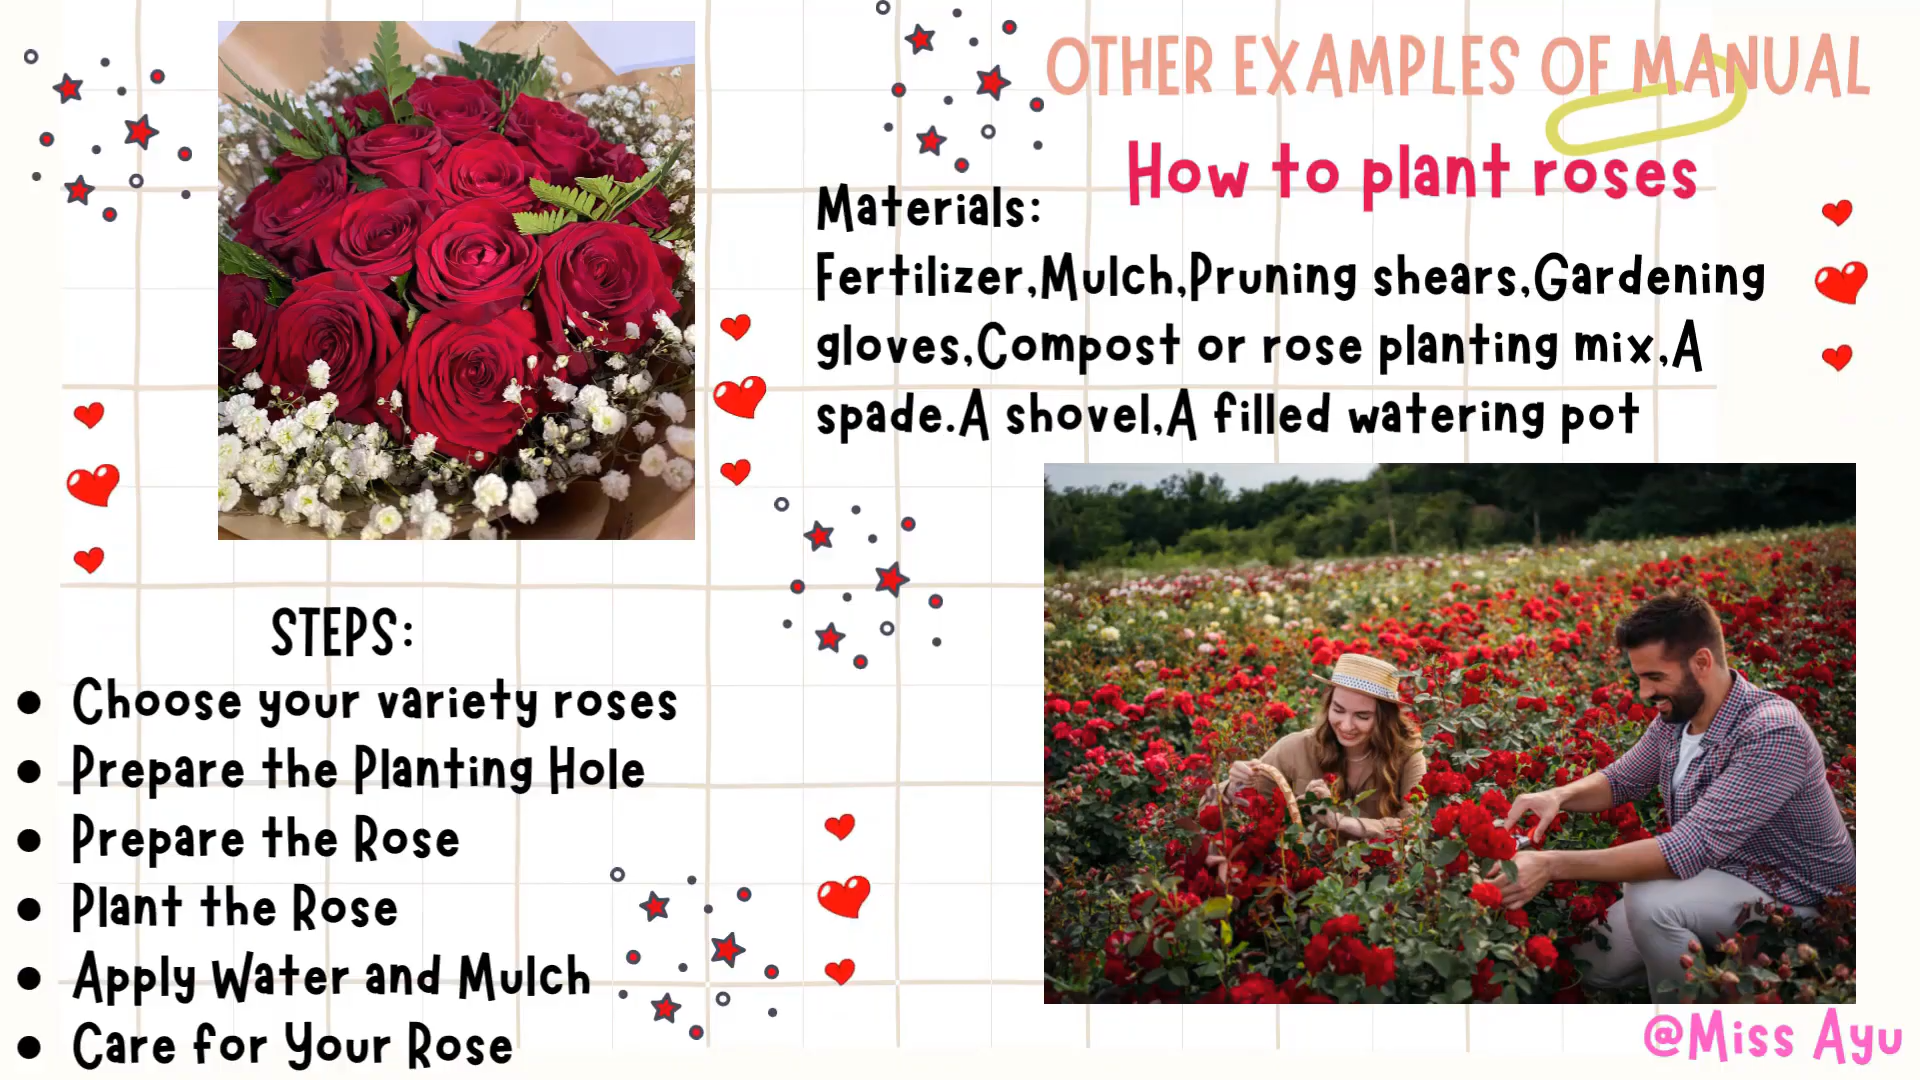 OTHER EXAMPLES OF MANUAL
How to plant roses
Materials:
Fertilizer,Mulch,Pruning shears,Gardening
gloves,Compost or rose planting mix,A
spade.A shovel,A filled watering pot
STEPS:
• Choose your variety roses
• Prepare the Planting Hole
• Prepare the Rose
• Plant the Rose
• Apply Water and Mulch
• Care for Your Rose
@Miss Ayu